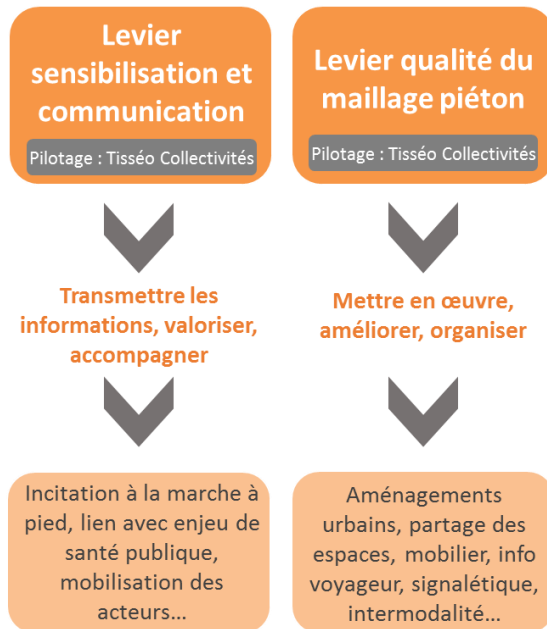 Levier
sensibilisation et
communication
Pilotage : Tisséo Collectivités
Transmettre les
informations, valoriser,
accompagner
Incitation à la marche à
pied, lien avec enjeu de
santé publique,
mobilisation des
acteurs...
Levier qualité du
maillage piéton
Pilotage : Tisséo Collectivités
Mettre en œuvre,
améliorer, organiser
Aménagements
urbains, partage des
espaces, mobilier, info
voyageur, signalétique,
intermodalité...